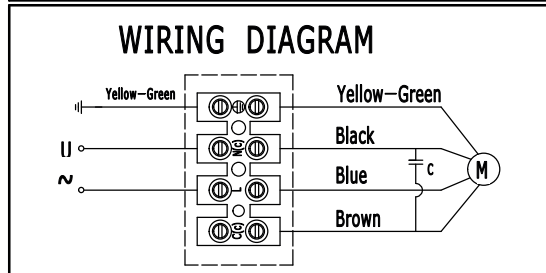 WIRING DIAGRAM
Yellow-Green
Yellow-Green
N(c)
Black
U
~
L
Blue
C
M
C(c)
Brown